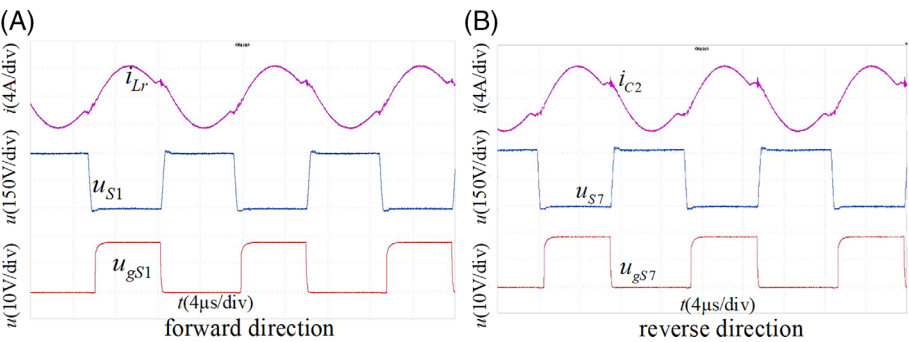 (A)
i(4A/div)
iLr
u(150V/div)
uS1
u(10V/div)
ugS1
t(4μs/div)
forward direction
(B)
i(4A/div)
iC2
u(150V/div)
uS7
u(10V/div)
ugS7
t(4μs/div)
reverse direction